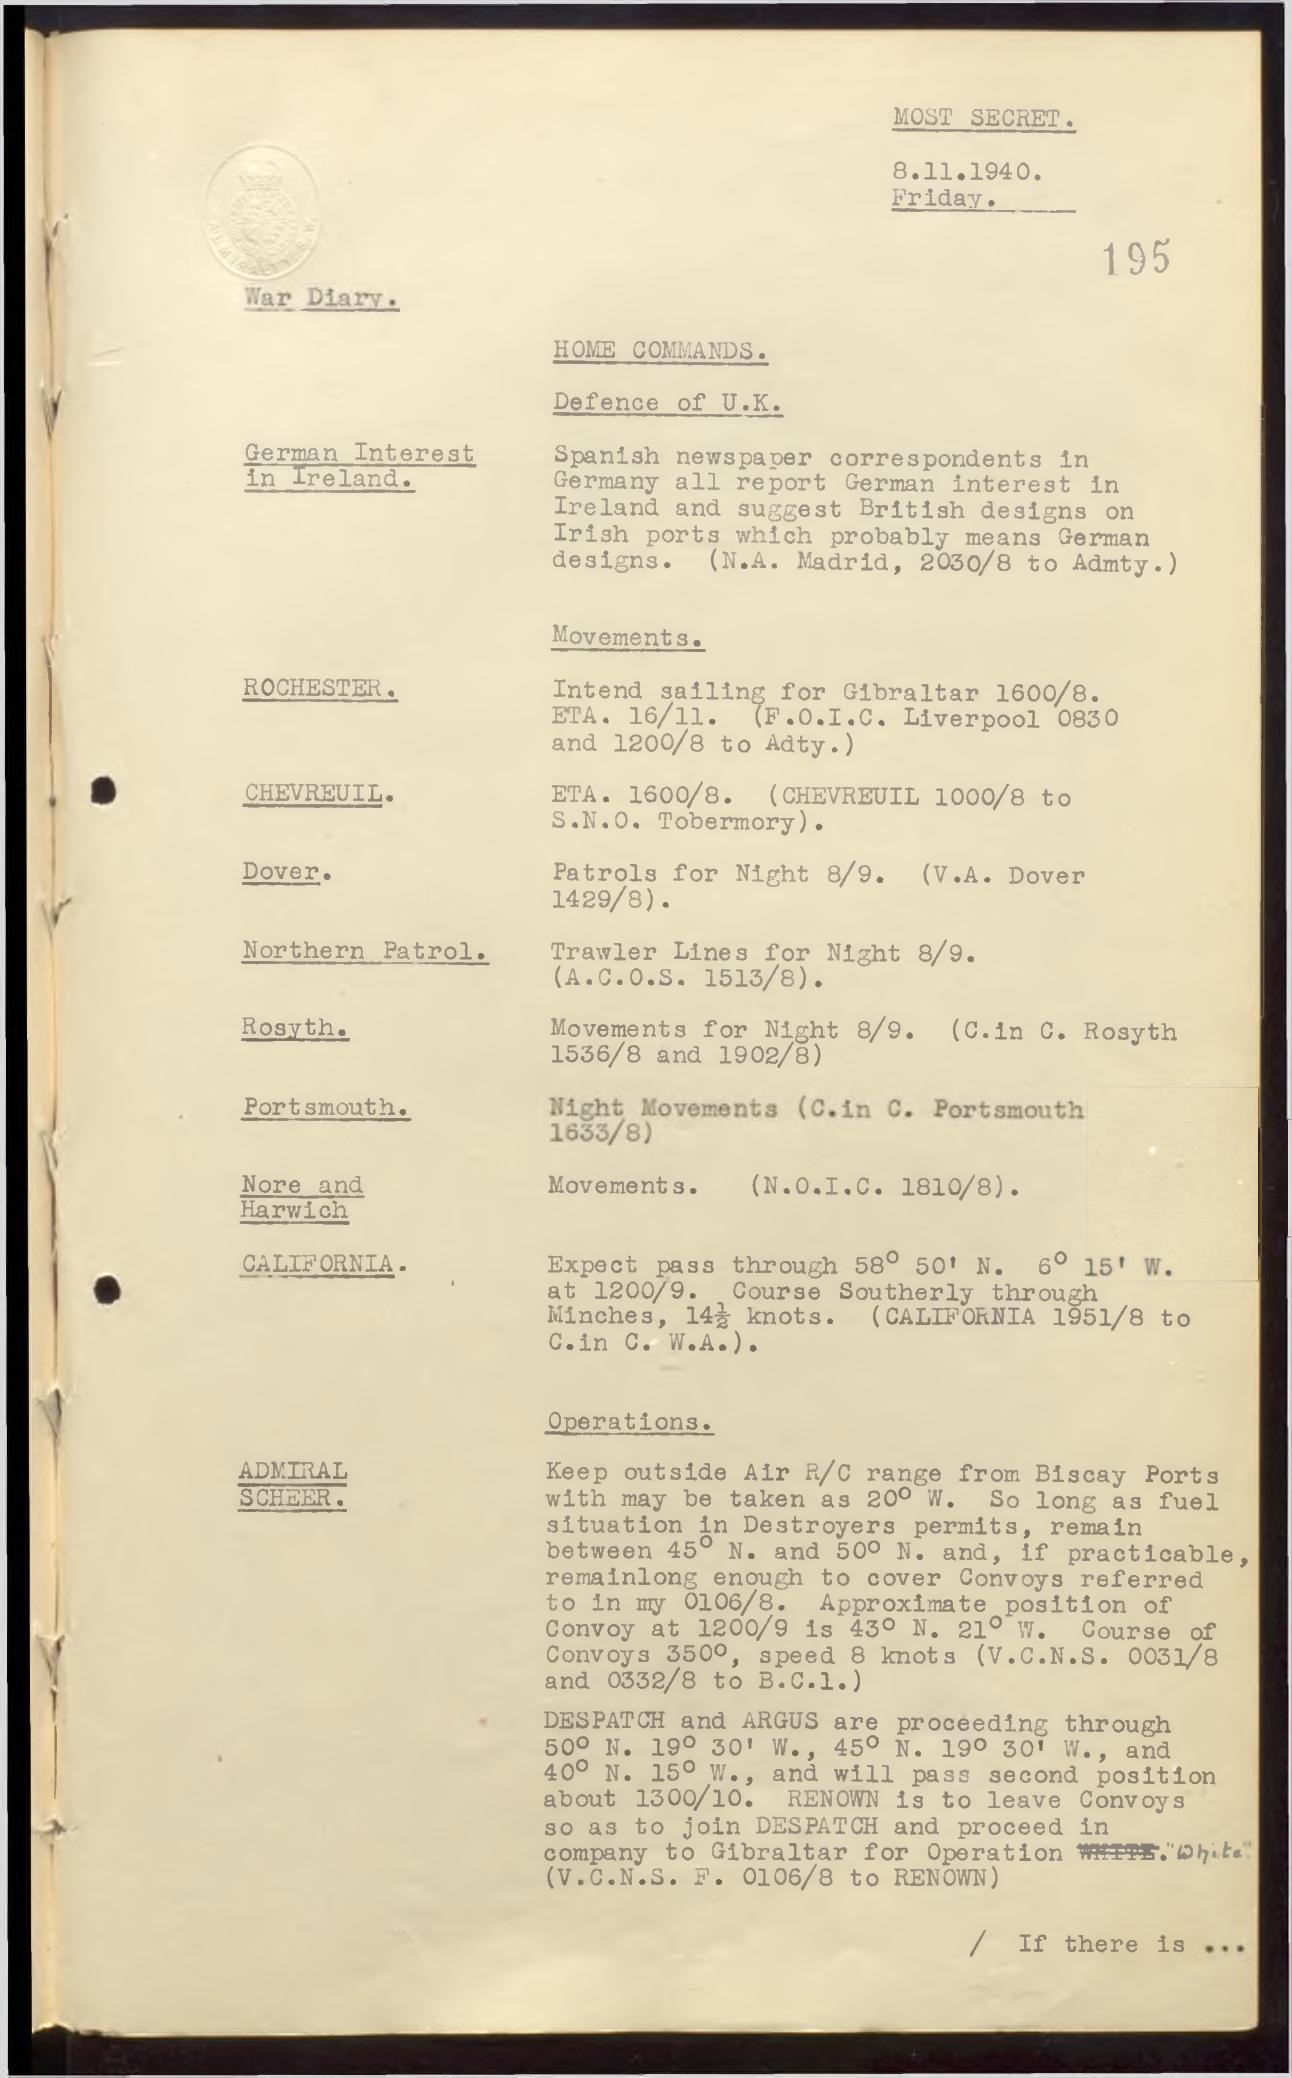 MOST SECRET.
8.11.1940.
Friday.
195
War Diary.
HOME COMMANDS.
Defence of U.K.
German Interest
in Ireland.
Spanish newspaper correspondents in
Germany all report German interest in
Ireland and suggest British designs on
Irish ports which probably means German
designs. (N.A. Madrid, 2030/8 to Admty.)
Movements.
ROCHESTER.
Intend sailing for Gibraltar 1600/8.
ETA. 16/11. (F.O.I.C. Liverpool 0830
and 1200/8 to Adty.)
CHEVREUIL.
ETA. 1600/8. (CHEVREUIL 1000/8 to
S.N.O. Tobermory).
Dover.
Patrols for Night 8/9. (V.A. Dover
1429/8).
Northern Patrol.
Trawler Lines for Night 8/9.
(A.C.O.S. 1513/8).
Rosyth.
Movements for Night 8/9. (C.in C. Rosyth
1536/8 and 1902/8)
Portsmouth.
Night Movements (C.in C. Portsmouth
1633/8)
Nore and
Harwich
Movements. (N.O.I.C. 1810/8).
CALIFORNIA.
Expect pass through 58° 50' N. 6° 15' W.
at 1200/9. Course Southerly through
Minches, 14½ knots. (CALIFORNIA 1951/8 to
C.in C. W.A.).
Operations.
ADMIRAL
SCHEER.
Keep outside Air R/C range from Biscay Ports
with may be taken as 20° W. So long as fuel
situation in Destroyers permits, remain
between 45° N. and 50° N. and, if practicable,
remainlong enough to cover Convoys referred
to in my 0106/8. Approximate position of
Convoy at 1200/9 is 43° N. 21° W. Course of
Convoys 350°, speed 8 knots (V.C.N.S. 0031/8
and 0332/8 to B.C.1.)
DESPATCH and ARGUS are proceeding through
50° N. 19° 30' W., 45° N. 19° 30' W., and
40° N. 15° W., and will pass second position
about 1300/10. RENOWN is to leave Convoys
so as to join DESPATCH and proceed in
company to Gibraltar for Operation WHITE. "White"
(V.C.N.S. F. 0106/8 to RENOWN)
/ If there is ...